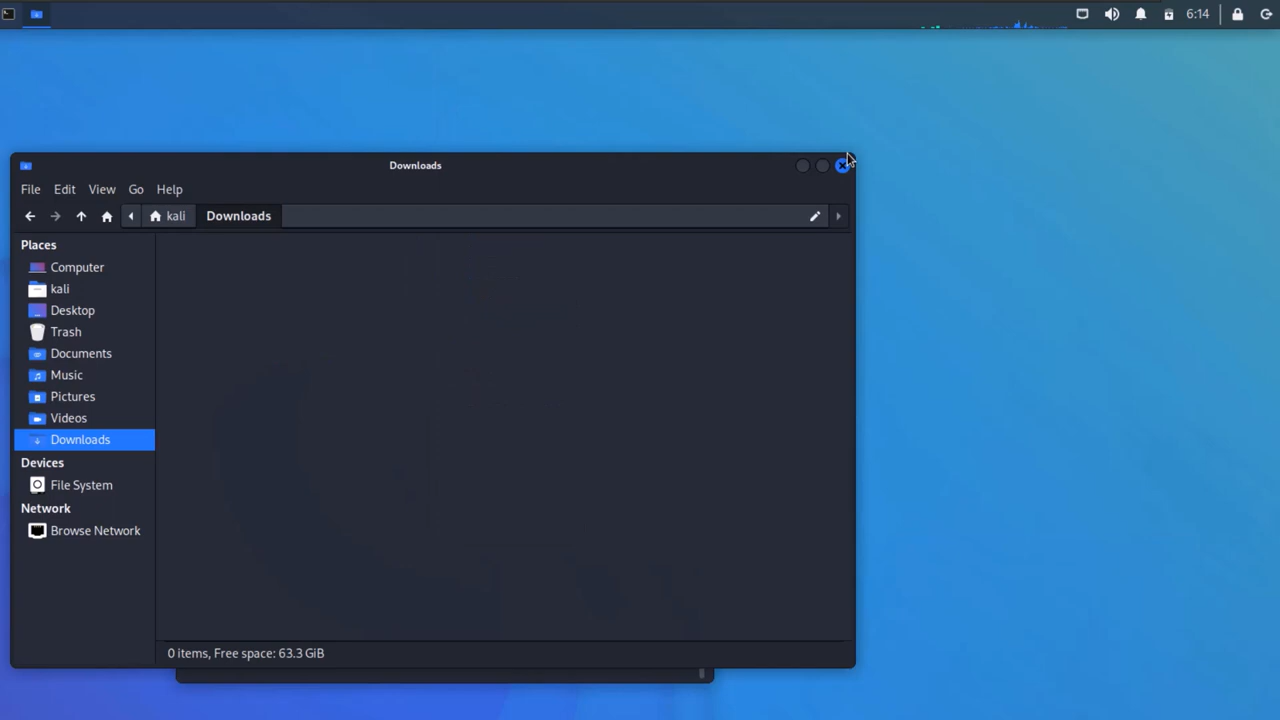 6:14
Downloads
File Edit View Go Help
kali Downloads
Places
Computer
kali
Desktop
Trash
Documents
Music
Pictures
Videos
Downloads
Devices
File System
Network
Browse Network
0 items, Free space: 63.3 GiB